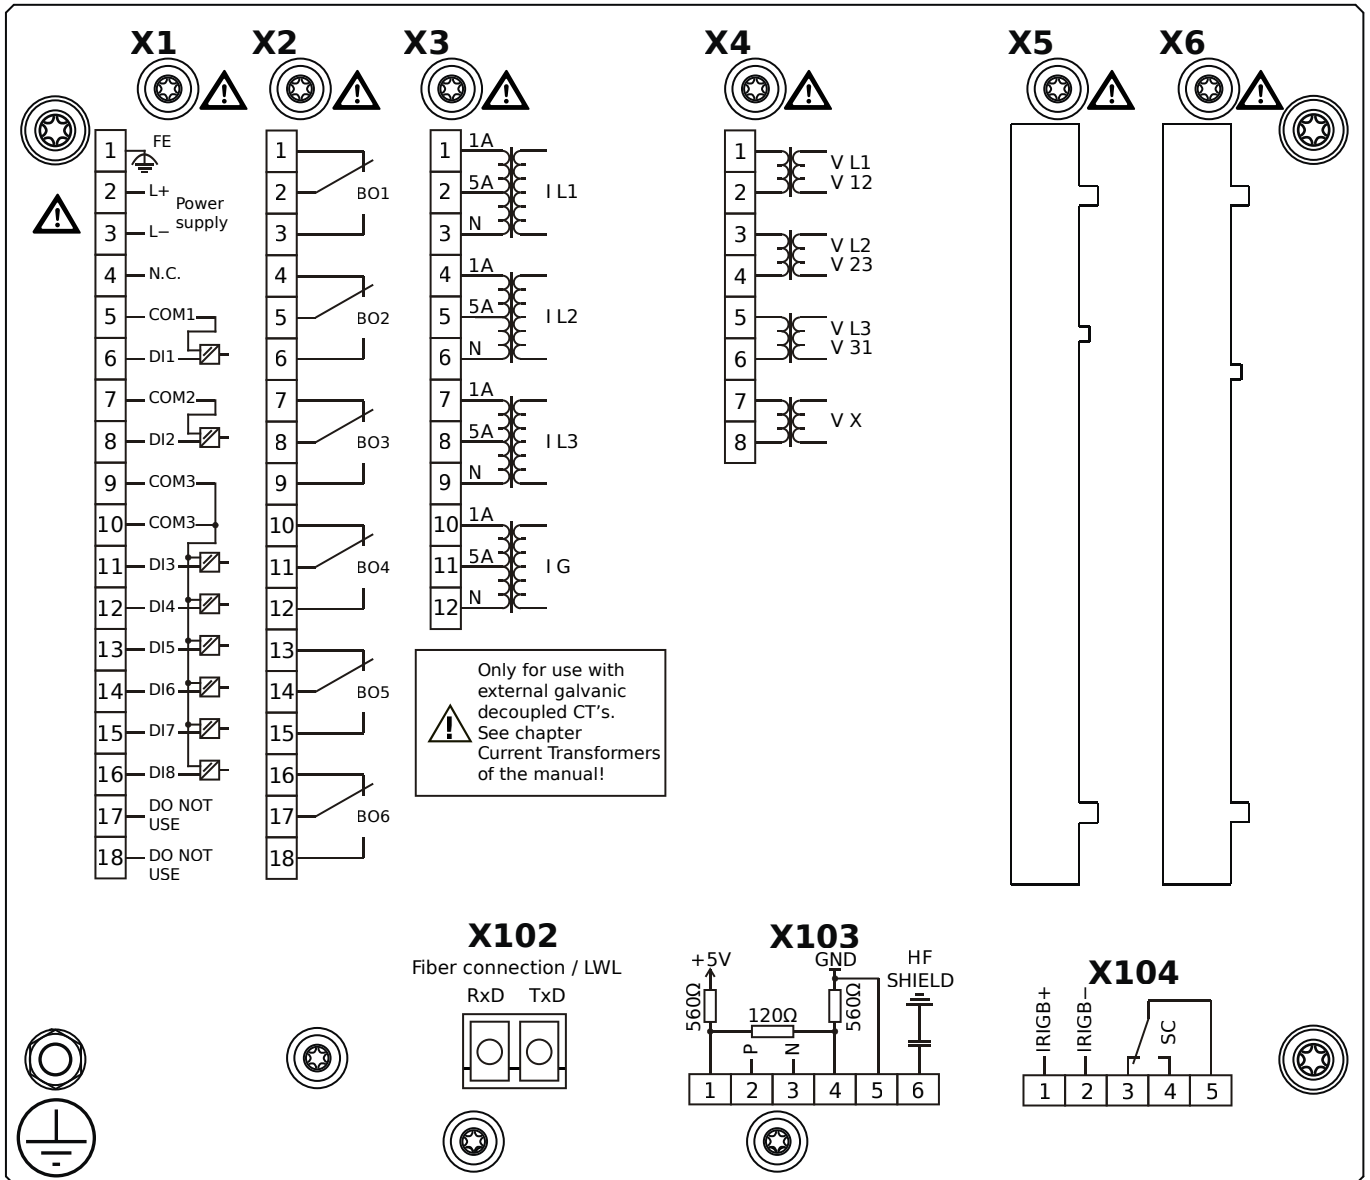 X1 X2 X3 X4 X5 X6
1 FE
2 L+
Power
supply
3 L−
4 N.C.
5 COM1
6 DI1
7 COM2
8 DI2
9 COM3
10 COM3
11 DI3
12 DI4
13 DI5
14 DI6
15 DI7
16 DI8
17 DO NOT
USE
18 DO NOT
USE
1
2 BO1
3
4
5 BO2
6
7
8 BO3
9
10
11 BO4
12
13
14 BO5
15
16
17 BO6
18
1 1A
2 5A I L1
3 N
4 1A
5 5A I L2
6 N
7 1A
8 5A I L3
9 N
10 1A
11 5A I G
12 N
Only for use with
external galvanic
decoupled CT's.
See chapter
Current Transformers
of the manual!
1 V L1
2 V 12
3 V L2
4 V 23
5 V L3
6 V 31
7 V X
8
X102
Fiber connection / LWL
RxD TxD
X103
+5V GND HF
SHIELD
560Ω 120Ω 560Ω
P N
1 2 3 4 5 6
X104
IRIGB+ IRIGB− SC
1 2 3 4 5